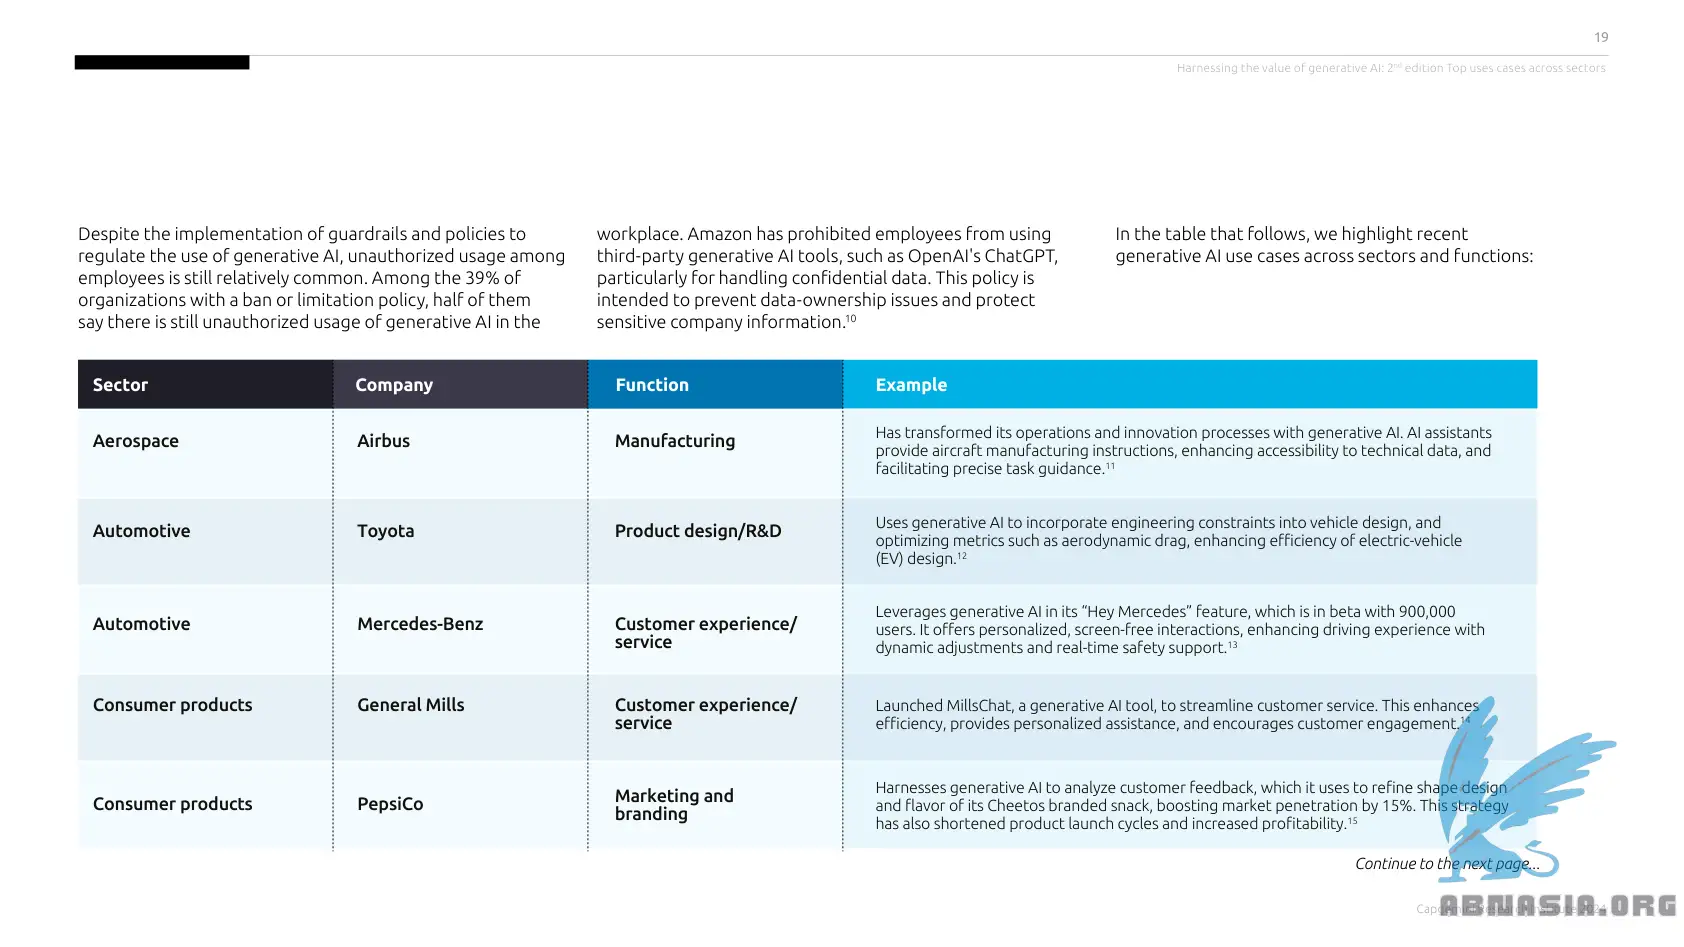 19
Harnessing the value of generative AI: 2nd edition Top uses cases across sectors
Despite the implementation of guardrails and policies to
regulate the use of generative AI, unauthorized usage among
employees is still relatively common. Among the 39% of
organizations with a ban or limitation policy, half of them
say there is still unauthorized usage of generative AI in the
workplace. Amazon has prohibited employees from using
third-party generative AI tools, such as OpenAI's ChatGPT,
particularly for handling confidential data. This policy is
intended to prevent data-ownership issues and protect
sensitive company information.10
In the table that follows, we highlight recent
generative AI use cases across sectors and functions:
Sector Company Function Example
Aerospace
Airbus
Manufacturing
Has transformed its operations and innovation processes with generative AI. AI assistants
provide aircraft manufacturing instructions, enhancing accessibility to technical data, and
facilitating precise task guidance.11
Automotive
Toyota
Product design/R&D
Uses generative AI to incorporate engineering constraints into vehicle design, and
optimizing metrics such as aerodynamic drag, enhancing efficiency of electric-vehicle
(EV) design.12
Automotive
Mercedes-Benz
Customer experience/
service
Leverages generative AI in its “Hey Mercedes” feature, which is in beta with 900,000
users. It offers personalized, screen-free interactions, enhancing driving experience with
dynamic adjustments and real-time safety support.13
Consumer products
General Mills
Customer experience/
service
Launched MillsChat, a generative AI tool, to streamline customer service. This enhances
efficiency, provides personalized assistance, and encourages customer engagement.14
Consumer products
PepsiCo
Marketing and
branding
Harnesses generative AI to analyze customer feedback, which it uses to refine shape design
and flavor of its Cheetos branded snack, boosting market penetration by 15%. This strategy
has also shortened product launch cycles and increased profitability.15
Continue to the next page...
Capgemini Research Institute 2024
ABMASIA.ORG